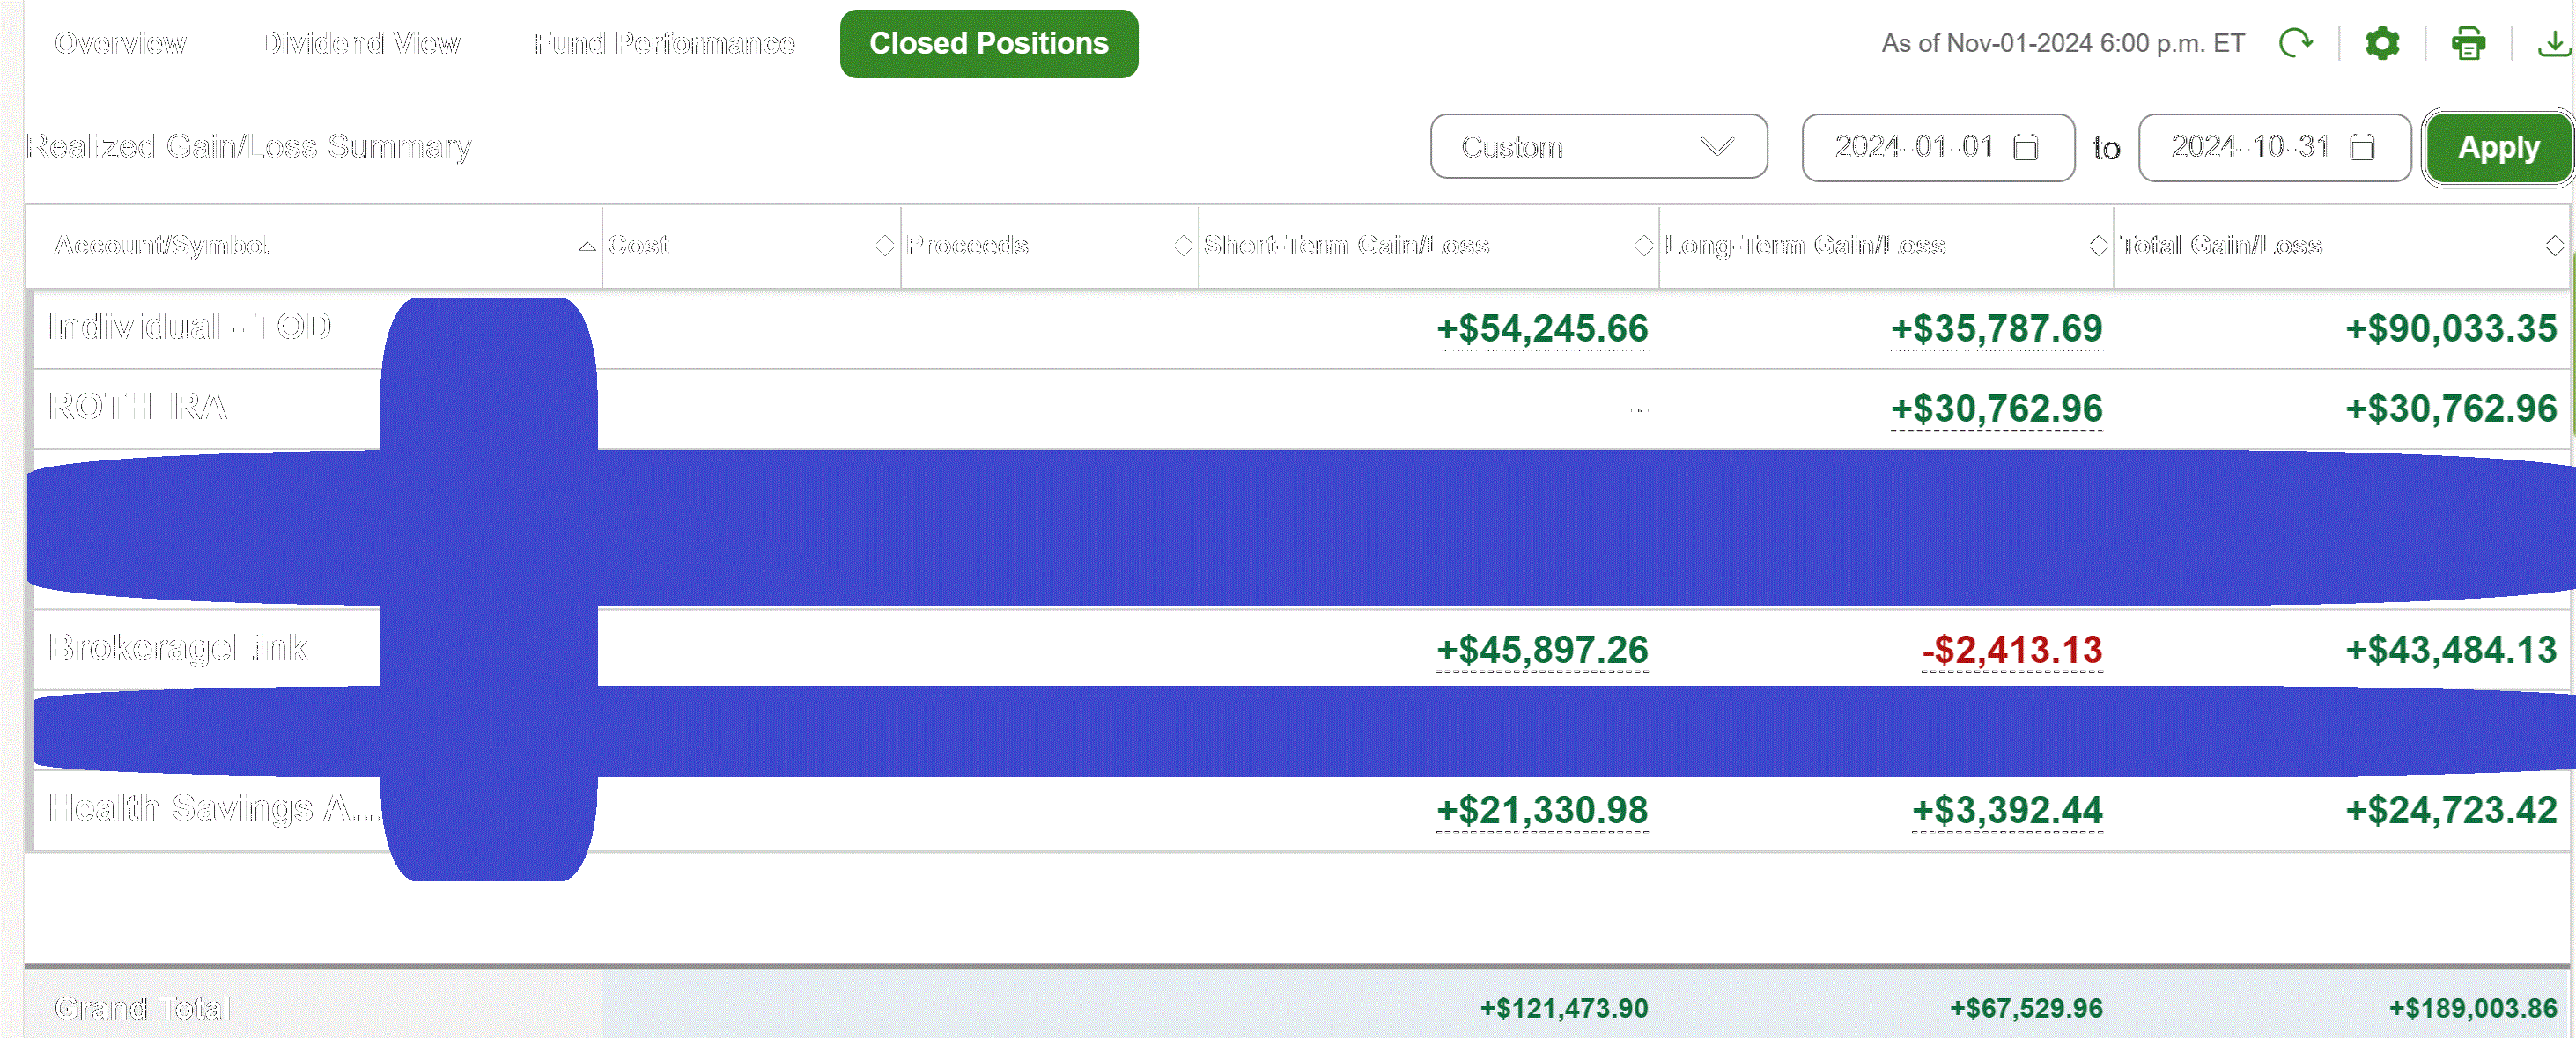 Overview Dividend View Fund Performance Closed Positions As of Nov-01-2024 6:00 p.m. ET
Realized Gain/Loss Summary Custom 2024-01-01 to 2024-10-31 Apply
Account/Symbol Cost Proceeds Short-Term Gain/Loss Long-Term Gain/Loss Total Gain/Loss
Individual - TOD +$54,245.66 +$35,787.69 +$90,033.35
ROTH IRA -- +$30,762.96 +$30,762.96
BrokerageLink +$45,897.26 -$2,413.13 +$43,484.13
Health Savings A... +$21,330.98 +$3,392.44 +$24,723.42
Grand Total +$121,473.90 +$67,529.96 +$189,003.86